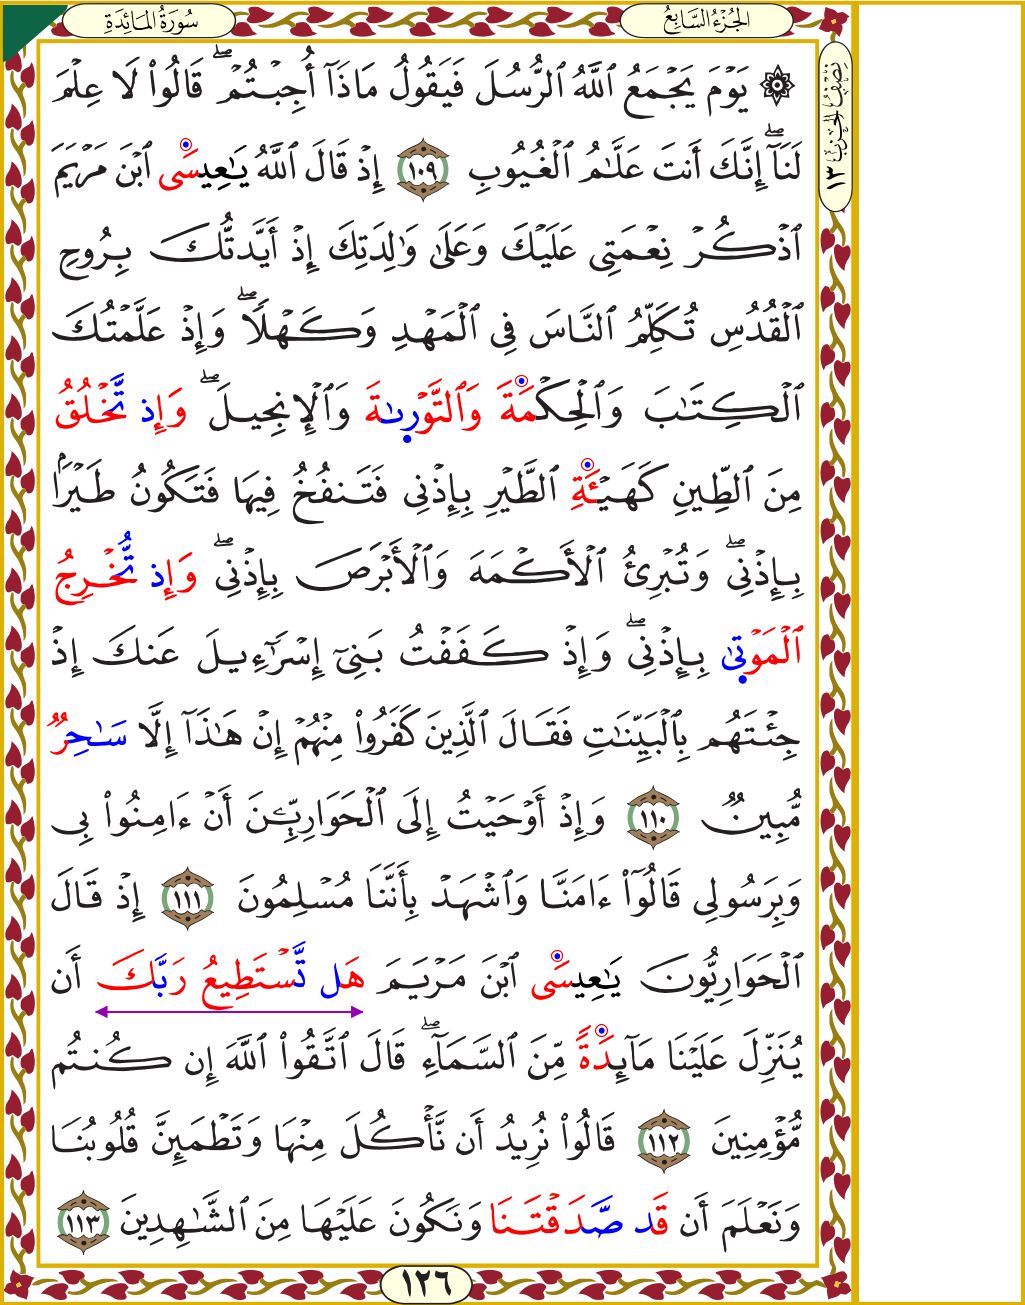 سُورَةُ المَائِدَةِ
الجُزْءُ السَّابِعُ
نِصْفُ الحِزْبِ ١٣
۞ يَوْمَ يَجْمَعُ ٱللَّهُ ٱلرُّسُلَ فَيَقُولُ مَاذَآ أُجِبْتُمْ ۖ قَالُوا۟ لَا عِلْمَ
لَنَآ ۖ إِنَّكَ أَنتَ عَلَّـٰمُ ٱلْغُيُوبِ ١٠٩ إِذْ قَالَ ٱللَّهُ يَـٰعِيسَى ٱبْنَ مَرْيَمَ
ٱذْكُرْ نِعْمَتِى عَلَيْكَ وَعَلَىٰ وَٰلِدَتِكَ إِذْ أَيَّدتُّكَ بِرُوحِ
ٱلْقُدُسِ تُكَلِّمُ ٱلنَّاسَ فِى ٱلْمَهْدِ وَكَهْلًا ۖ وَإِذْ عَلَّمْتُكَ
ٱلْكِتَـٰبَ وَٱلْحِكْمَةَ وَٱلتَّوْرىٰةَ وَٱلْإِنجِيلَ ۖ وَإِذ تَّخْلُقُ
مِنَ ٱلطِّينِ كَهَيْـَٔةِ ٱلطَّيْرِ بِإِذْنِى فَتَنفُخُ فِيهَا فَتَكُونُ طَيْرًۢا
بِإِذْنِى ۖ وَتُبْرِئُ ٱلْأَكْمَهَ وَٱلْأَبْرَصَ بِإِذْنِى ۖ وَإِذ تُّخْرِجُ
ٱلْمَوْتىٰ بِإِذْنِى ۖ وَإِذْ كَفَفْتُ بَنِىٓ إِسْرَٰٓءِيلَ عَنكَ إِذْ
جِئْتَهُم بِٱلْبَيِّنَـٰتِ فَقَالَ ٱلَّذِينَ كَفَرُوا۟ مِنْهُمْ إِنْ هَـٰذَآ إِلَّا سَـٰحِرٌ
مُّبِينٌ ١١٠ وَإِذْ أَوْحَيْتُ إِلَى ٱلْحَوَارِيِّـۧنَ أَنْ ءَامِنُوا۟ بِى
وَبِرَسُولِى قَالُوٓا۟ ءَامَنَّا وَٱشْهَدْ بِأَنَّنَا مُسْلِمُونَ ١١١ إِذْ قَالَ
ٱلْحَوَارِيُّونَ يَـٰعِيسَى ٱبْنَ مَرْيَمَ هَل تَّسْتَطِيعُ رَبَّكَ أَن
يُنَزِّلَ عَلَيْنَا مَآئِدَةً مِّنَ ٱلسَّمَآءِ ۖ قَالَ ٱتَّقُوا۟ ٱللَّهَ إِن كُنتُم
مُّؤْمِنِينَ ١١٢ قَالُوا۟ نُرِيدُ أَن نَّأْكُلَ مِنْهَا وَتَطْمَئِنَّ قُلُوبُنَا
وَنَعْلَمَ أَن قَد صَّدَقْتَنَا وَنَكُونَ عَلَيْهَا مِنَ ٱلشَّـٰهِدِينَ ١١٣
١٢٦